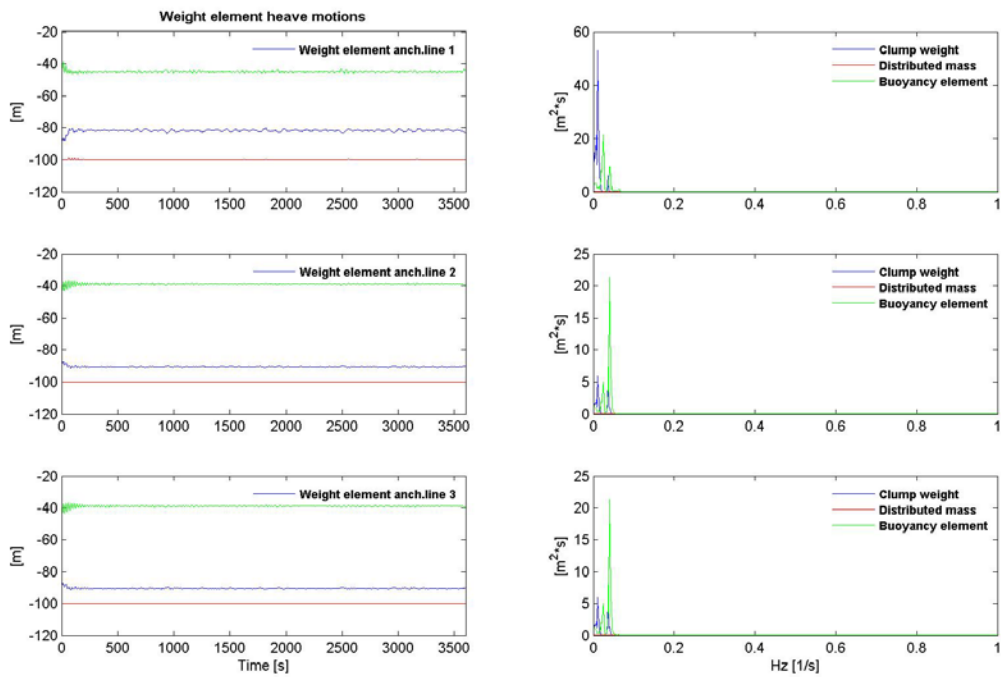 Weight element heave motions
-20
-40
-60
-80
-100
-120
[m]
0 500 1000 1500 2000 2500 3000 3500
Weight element anch.line 1
60
40
20
0
[m²*s]
0 0.2 0.4 0.6 0.8 1
Clump weight
Distributed mass
Buoyancy element
-20
-40
-60
-80
-100
-120
[m]
0 500 1000 1500 2000 2500 3000 3500
Weight element anch.line 2
25
20
15
10
5
0
[m²*s]
0 0.2 0.4 0.6 0.8 1
Clump weight
Distributed mass
Buoyancy element
-20
-40
-60
-80
-100
-120
[m]
0 500 1000 1500 2000 2500 3000 3500
Time [s]
Weight element anch.line 3
25
20
15
10
5
0
[m²*s]
0 0.2 0.4 0.6 0.8 1
Hz [1/s]
Clump weight
Distributed mass
Buoyancy element